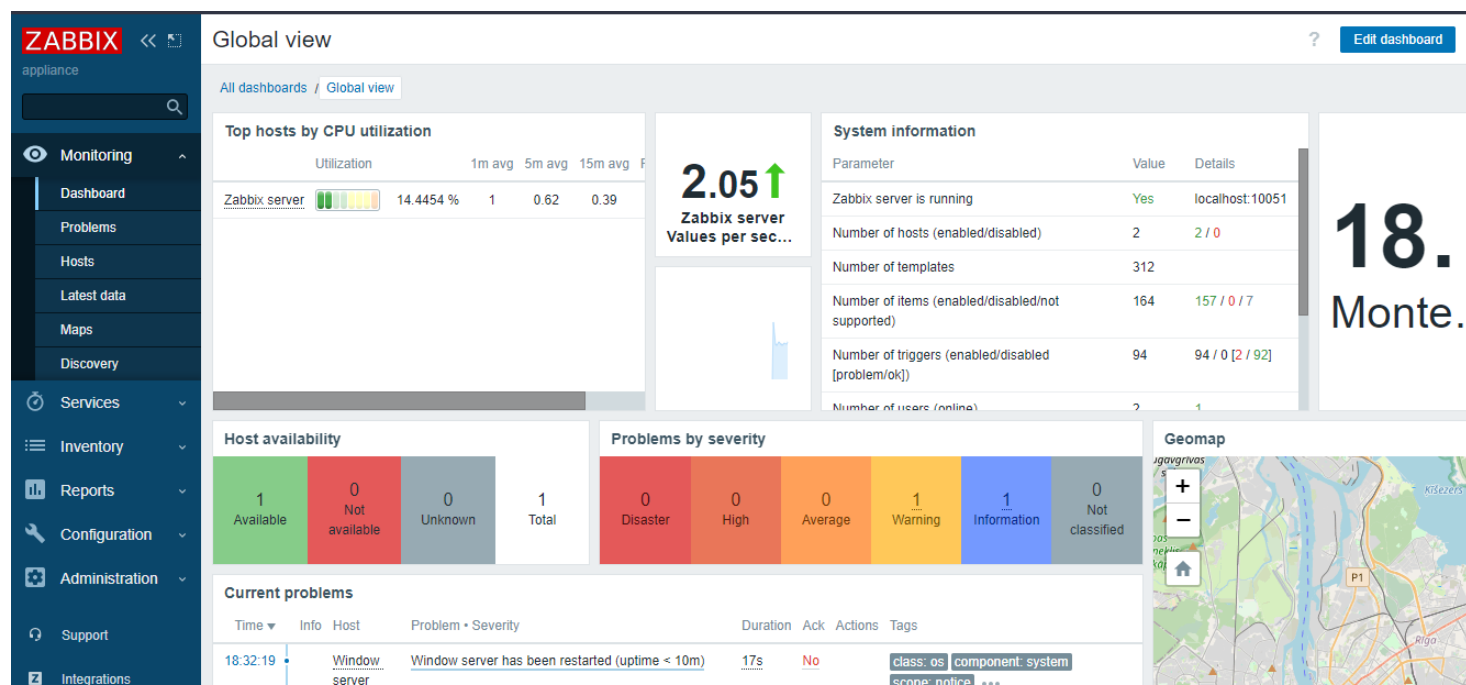 ZABBIX
appliance
Monitoring
Dashboard
Problems
Hosts
Latest data
Maps
Discovery
Services
Inventory
Reports
Configuration
Administration
Support
Integrations
Global view
? Edit dashboard
All dashboards / Global view
Top hosts by CPU utilization
Utilization 1m avg 5m avg 15m avg
Zabbix server 14.4454 % 1 0.62 0.39
2.05
Zabbix server
Values per sec...
System information
Parameter Value Details
Zabbix server is running Yes localhost:10051
Number of hosts (enabled/disabled) 2 2 / 0
Number of templates 312
Number of items (enabled/disabled/not
supported) 164 157 / 0 / 7
Number of triggers (enabled/disabled
[problem/ok]) 94 94 / 0 [2 / 92]
Number of users (online) 2 1
18.
Monte.
Host availability
1
Available
0
Not
available
0
Unknown
1
Total
Problems by severity
0
Disaster
0
High
0
Average
1
Warning
1
Information
0
Not
classified
Geomap
+
−
P1
Rīga
Current problems
Time Info Host Problem • Severity Duration Ack Actions Tags
18:32:19 Window
server Window server has been restarted (uptime < 10m) 17s No class: os component: system
scope: notice •••